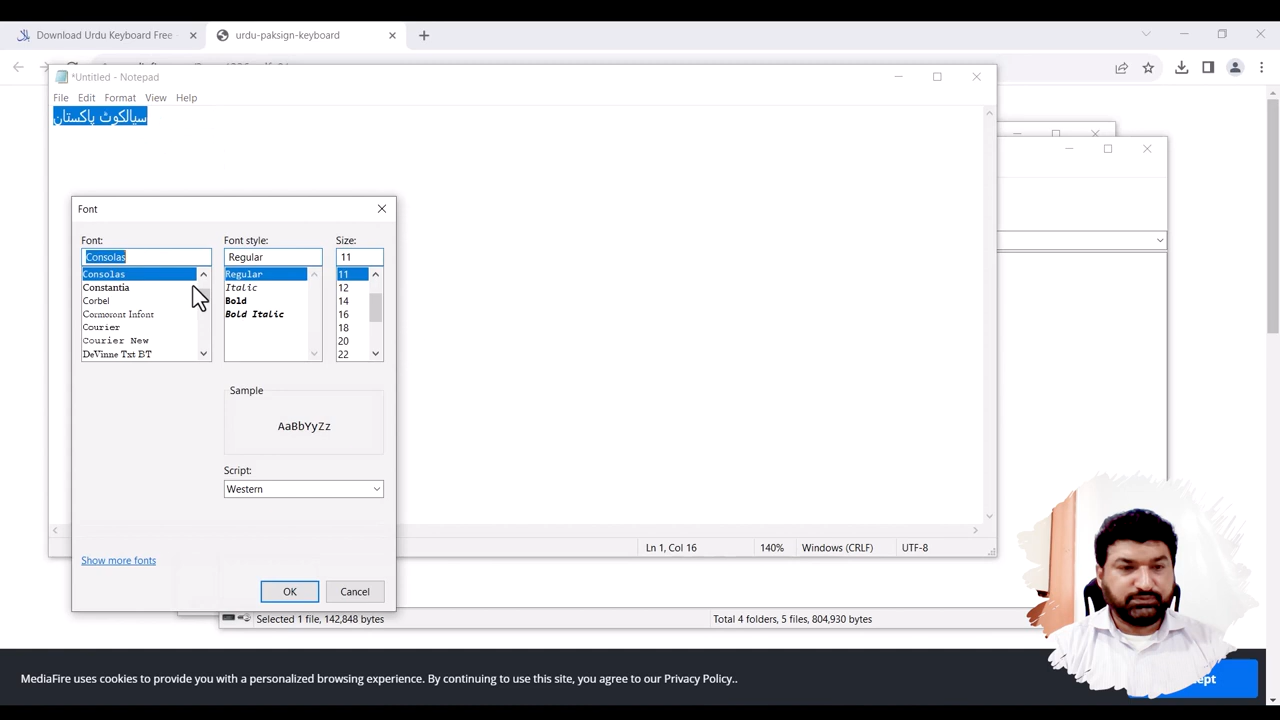 Download Urdu Keyboard Free
urdu-paksign-keyboard
*Untitled - Notepad
File Edit Format View Help
سیالکوٹ پاکستان
Font
Font: Font style: Size:
Consolas Regular 11
Consolas Regular 11
Constantia Italic 12
Corbel Bold 14
Cormorant Infant Bold Italic 16
Courier 18
Courier New 20
DeVinne Txt BT 22
Sample
AaBbYyZz
Script:
Western
Show more fonts
OK Cancel
Ln 1, Col 16 140% Windows (CRLF) UTF-8
Selected 1 file, 142,848 bytes Total 4 folders, 5 files, 804,930 bytes
MediaFire uses cookies to provide you with a personalized browsing experience. By continuing to use this site, you agree to our Privacy Policy..